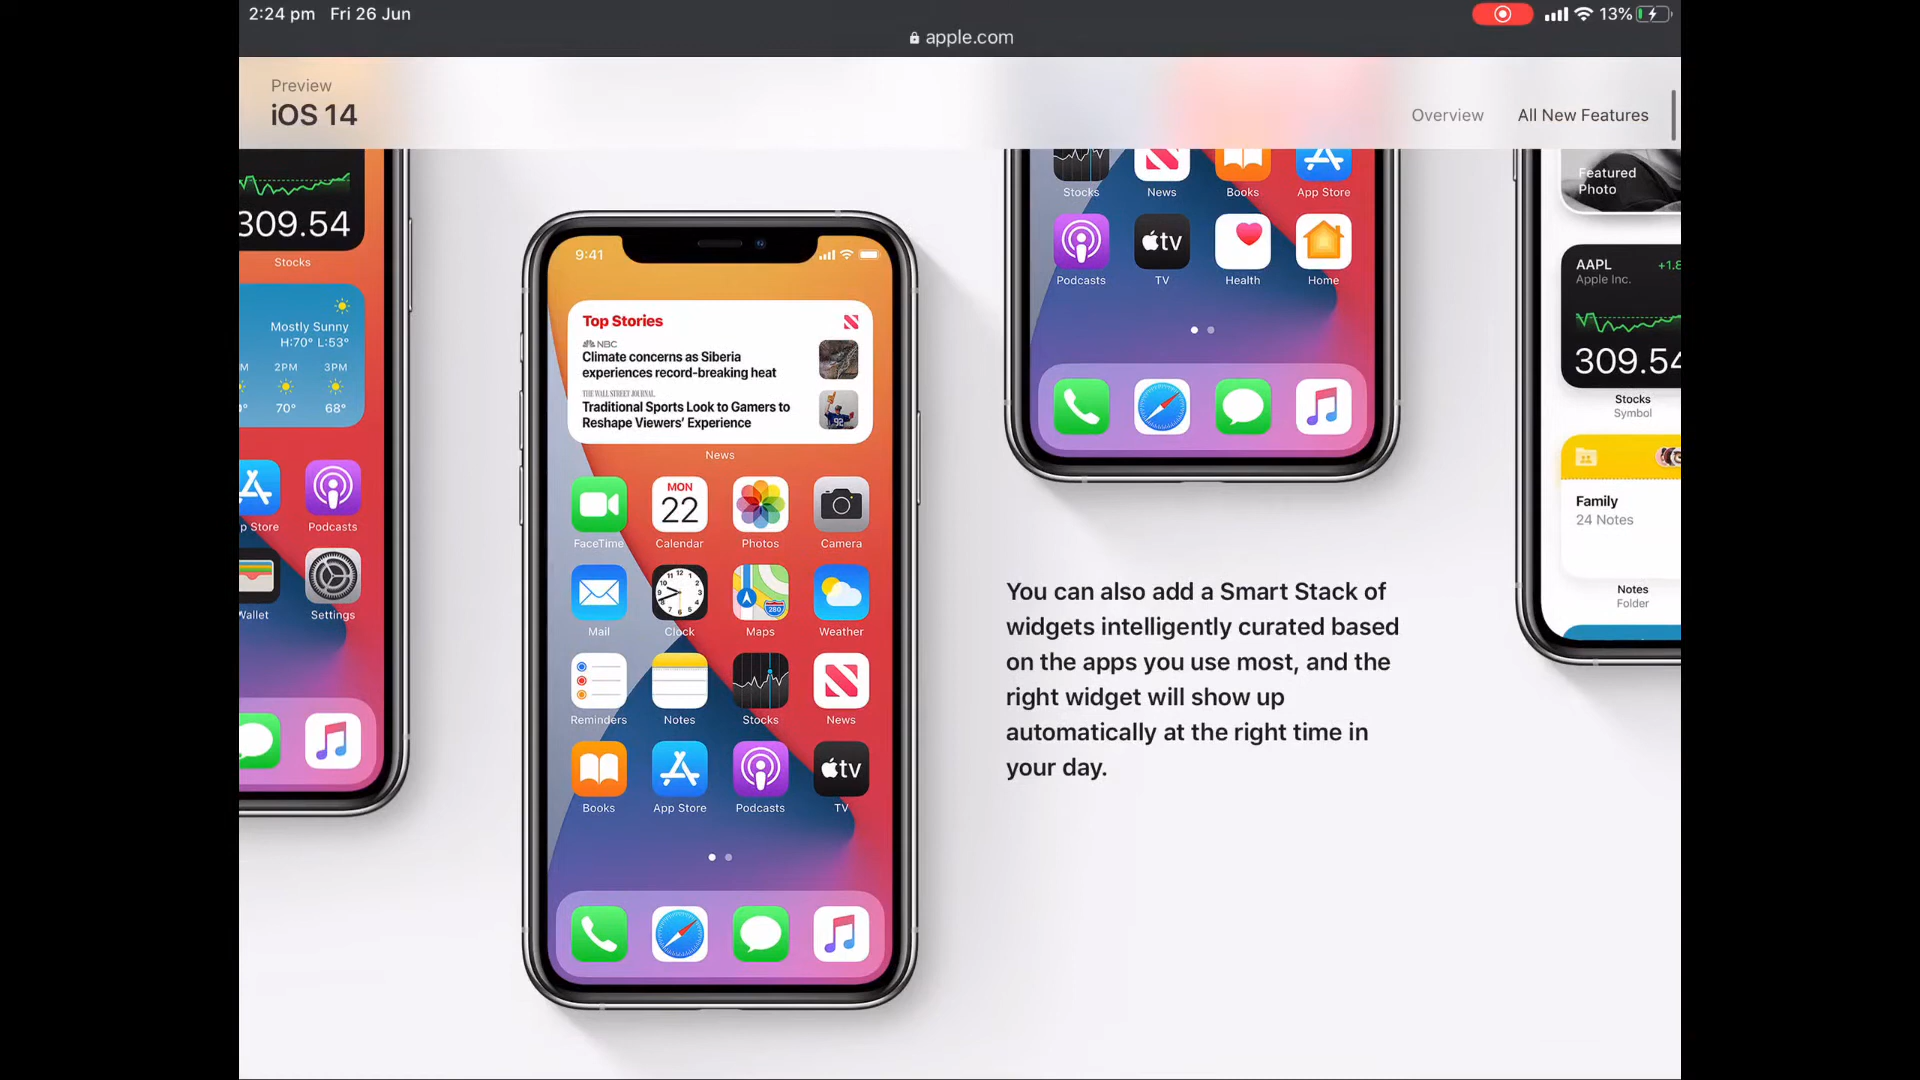 2:24 pm Fri 26 Jun
13%
apple.com
Preview
iOS 14
Overview
All New Features
309.54
Stocks
Mostly Sunny
H:70° L:53°
2PM 3PM
70° 68°
p Store
Podcasts
Wallet
Settings
9:41
Top Stories
NBC
Climate concerns as Siberia
experiences record-breaking heat
THE WALL STREET JOURNAL.
Traditional Sports Look to Gamers to
Reshape Viewers' Experience
News
MON
22
FaceTime
Calendar
Photos
Camera
12
280
Mail
Clock
Maps
Weather
Reminders
Notes
Stocks
News
tv
Books
App Store
Podcasts
TV
Stocks
News
Books
App Store
tv
Podcasts
TV
Health
Home
You can also add a Smart Stack of
widgets intelligently curated based
on the apps you use most, and the
right widget will show up
automatically at the right time in
your day.
Featured
Photo
AAPL +1.8
Apple Inc.
309.54
Stocks
Symbol
Family
24 Notes
Notes
Folder